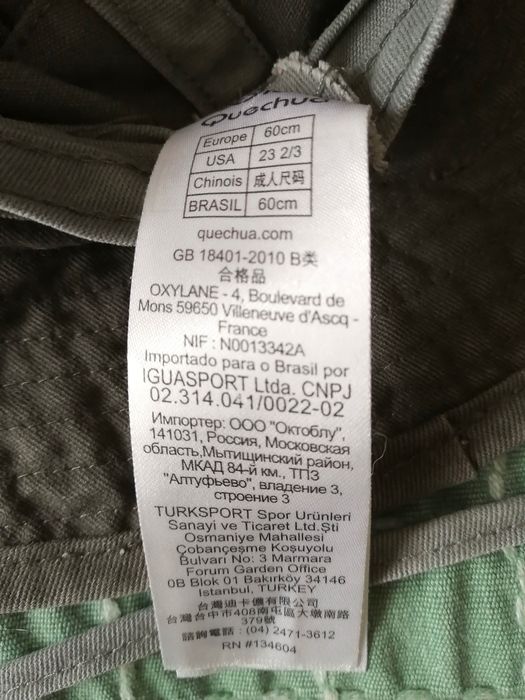 Quechua
Europe 60cm
USA 23 2/3
Chinois 成人尺码
BRASIL 60cm
quechua.com
GB 18401-2010 B类
合格品
OXYLANE - 4, Boulevard de
Mons 59650 Villeneuve d'Ascq -
France
NIF : N0013342A
Importado para o Brasil por
IGUASPORT Ltda. CNPJ
02.314.041/0022-02
Импортер: ООО "Октоблу",
141031, Россия, Московская
область,Мытищинский район,
МКАД 84-й км., ТПЗ
"Алтуфьево", владение 3,
строение 3
TURKSPORT Spor Urünleri
Sanayi ve Ticaret Ltd.Şti
Osmaniye Mahallesi
Çobançeşme Koşuyolu
Bulvarı No: 3 Marmara
Forum Garden Office
0B Blok 01 Bakırköy 34146
Istanbul, TURKEY
台灣迪卡儂有限公司
台灣台中市408南屯區大墩南路
379號
諮詢電話 : (04) 2471-3612
RN #134604